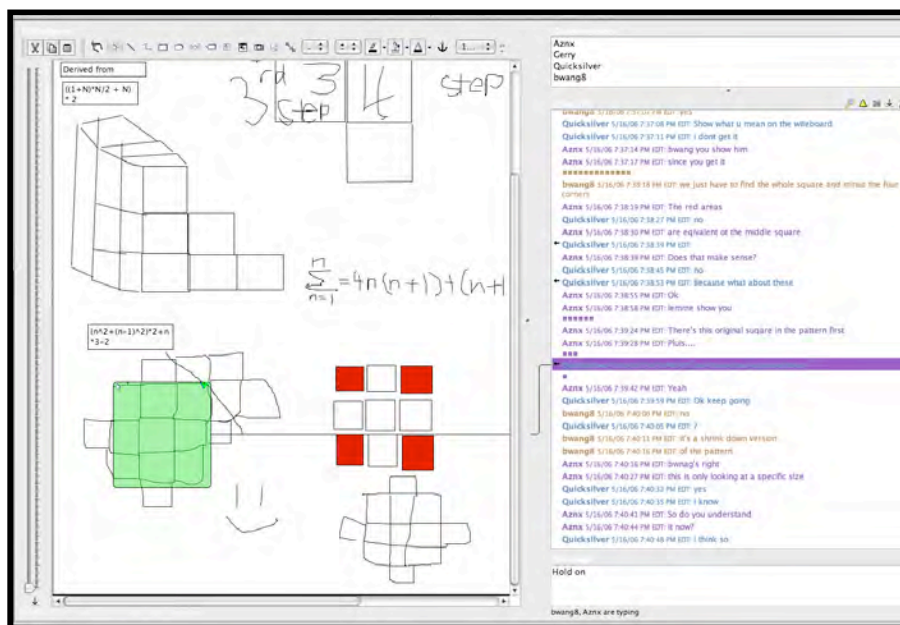 Derived from
((1+N)*N/2 + N)
* 2
3rd 3
step
4
step
n
∑ = 4n(n+1)+(n+1
n=1
(n^2+(n-1)^2)*2+n
*3-2
Aznx
Gerry
Quicksilver
bwang8
Quicksilver 5/16/06 7:37:08 PM EDT: Show what u mean on the witeboard
Quicksilver 5/16/06 7:37:11 PM EDT: i dont get it
Aznx 5/16/06 7:37:14 PM EDT: bwang you show him
Aznx 5/16/06 7:37:17 PM EDT: since you get it
bwang8 5/16/06 7:38:18 PM EDT: we just have to find the whole square and minus the four
corners
Aznx 5/16/06 7:38:19 PM EDT: The red areas
Quicksilver 5/16/06 7:38:27 PM EDT: no
Aznx 5/16/06 7:38:30 PM EDT: are eqivalent ot the middle square
Quicksilver 5/16/06 7:38:39 PM EDT:
Aznx 5/16/06 7:38:39 PM EDT: Does that make sense?
Quicksilver 5/16/06 7:38:45 PM EDT: no
Quicksilver 5/16/06 7:38:53 PM EDT: Because what about these
Aznx 5/16/06 7:38:55 PM EDT: Ok
Aznx 5/16/06 7:38:58 PM EDT: lemme show you
Aznx 5/16/06 7:39:24 PM EDT: There's this original suqare in the pattern first
Aznx 5/16/06 7:39:28 PM EDT: Pluts....
Aznx 5/16/06 7:39:42 PM EDT: Yeah
Quicksilver 5/16/06 7:39:59 PM EDT: Ok keep going
bwang8 5/16/06 7:40:00 PM EDT: no
Quicksilver 5/16/06 7:40:05 PM EDT: ?
bwang8 5/16/06 7:40:11 PM EDT: it's a shrink down verson
bwang8 5/16/06 7:40:16 PM EDT: of the pattern
Aznx 5/16/06 7:40:16 PM EDT: bwnag's right
Aznx 5/16/06 7:40:27 PM EDT: this is only looking at a specific size
Quicksilver 5/16/06 7:40:32 PM EDT: yes
Quicksilver 5/16/06 7:40:35 PM EDT: i know
Aznx 5/16/06 7:40:41 PM EDT: So do you understand
Aznx 5/16/06 7:40:44 PM EDT: it now?
Quicksilver 5/16/06 7:40:48 PM EDT: i think so
Hold on
bwang8, Aznx are typing